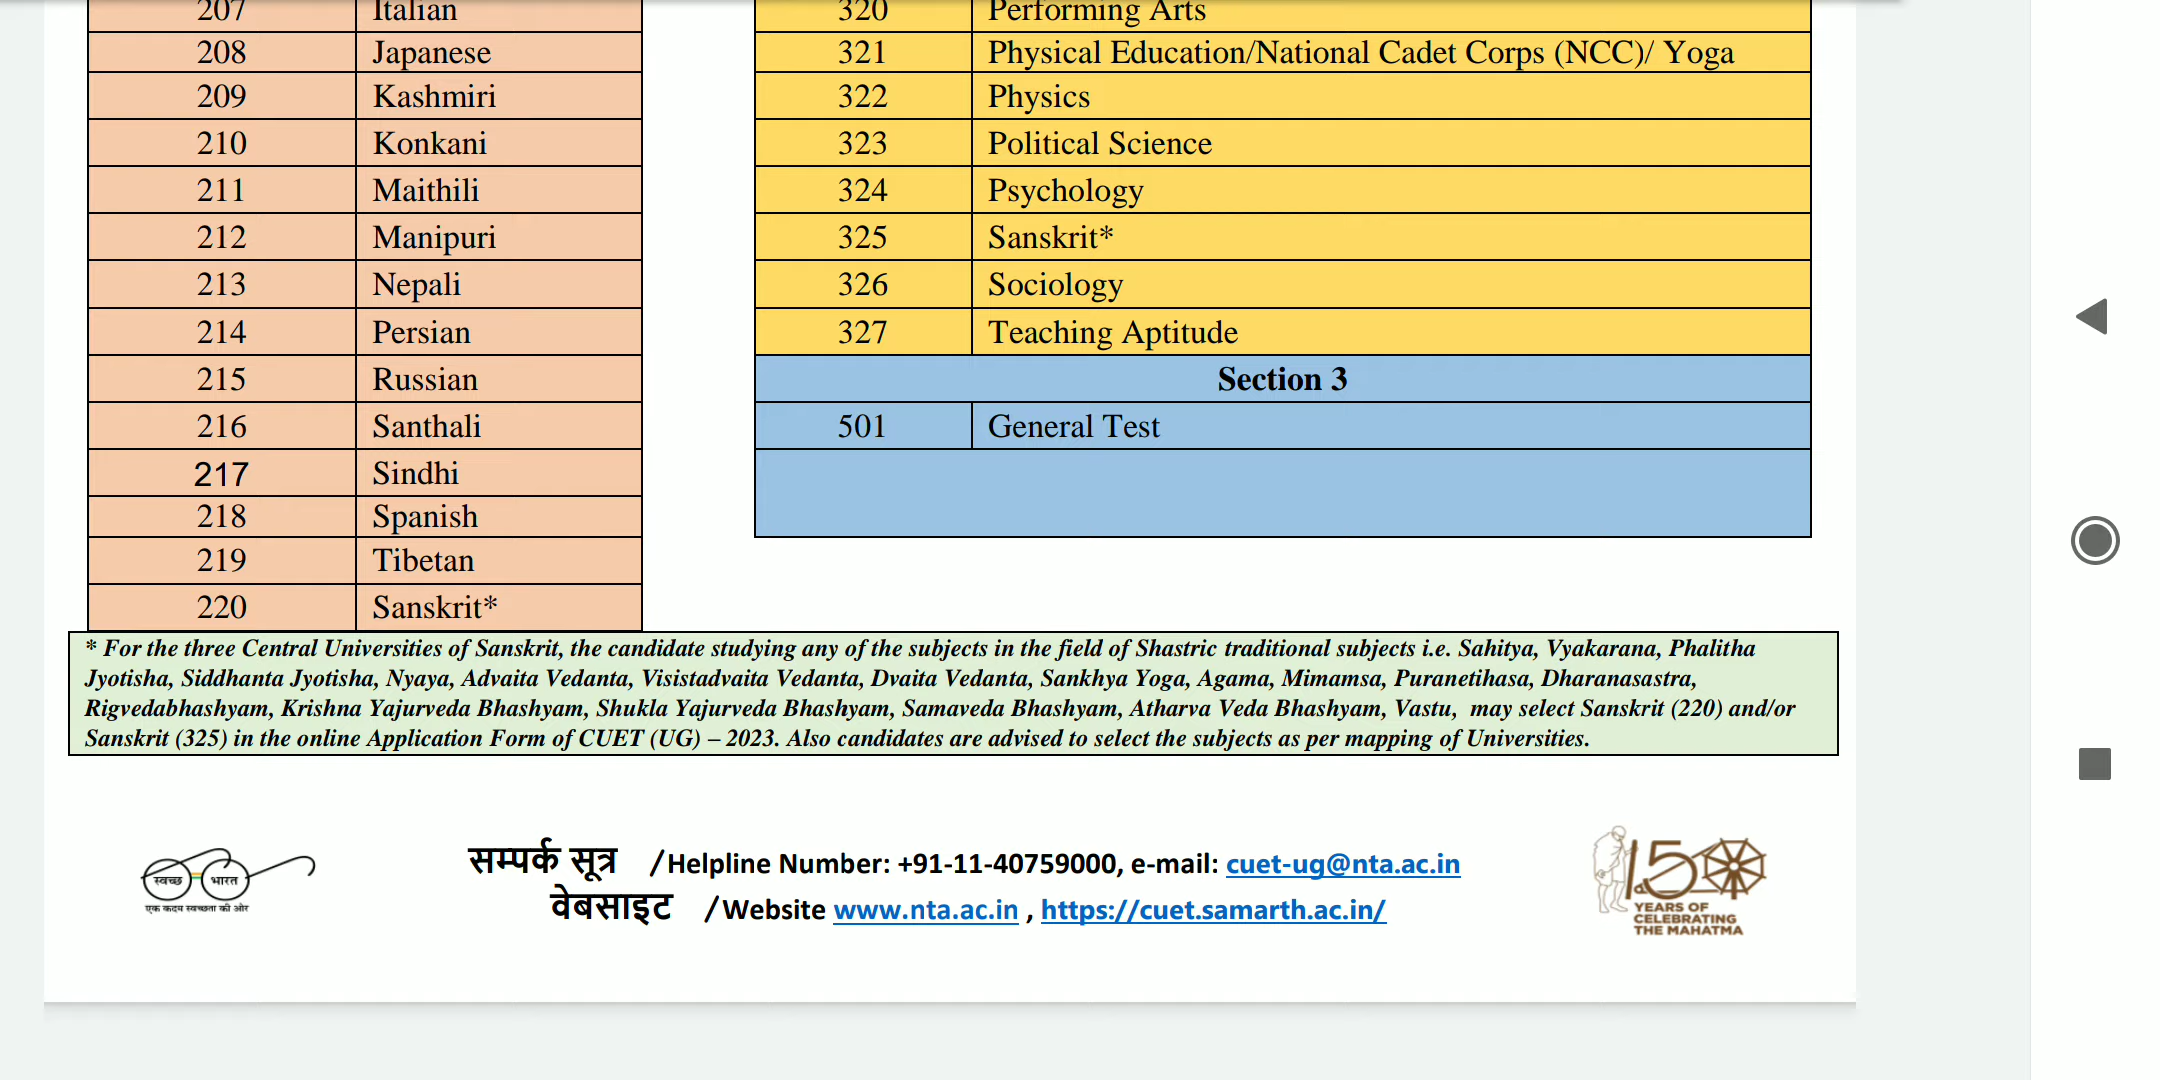 207 Italian
208 Japanese
209 Kashmiri
210 Konkani
211 Maithili
212 Manipuri
213 Nepali
214 Persian
215 Russian
216 Santhali
217 Sindhi
218 Spanish
219 Tibetan
220 Sanskrit*
320 Performing Arts
321 Physical Education/National Cadet Corps (NCC)/ Yoga
322 Physics
323 Political Science
324 Psychology
325 Sanskrit*
326 Sociology
327 Teaching Aptitude
Section 3
501 General Test
* For the three Central Universities of Sanskrit, the candidate studying any of the subjects in the field of Shastric traditional subjects i.e. Sahitya, Vyakarana, Phalitha
Jyotisha, Siddhanta Jyotisha, Nyaya, Advaita Vedanta, Visistadvaita Vedanta, Dvaita Vedanta, Sankhya Yoga, Agama, Mimamsa, Puranetihasa, Dharanasastra,
Rigvedabhashyam, Krishna Yajurveda Bhashyam, Shukla Yajurveda Bhashyam, Samaveda Bhashyam, Atharva Veda Bhashyam, Vastu, may select Sanskrit (220) and/or
Sanskrit (325) in the online Application Form of CUET (UG) – 2023. Also candidates are advised to select the subjects as per mapping of Universities.
स्वच्छ भारत
एक कदम स्वच्छता की ओर
सम्पर्क सूत्र /Helpline Number: +91-11-40759000, e-mail: cuet-ug@nta.ac.in
वेबसाइट /Website www.nta.ac.in , https://cuet.samarth.ac.in/
150
YEARS OF
CELEBRATING
THE MAHATMA